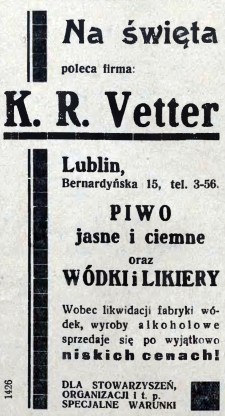 Na święta
poleca firma:
K. R. Vetter
Lublin,
Bernardyńska 15, tel. 3-56.
PIWO
jasne i ciemne
oraz
WÓDKI i LIKIERY
Wobec likwidacji fabryki wó-
dek, wyroby alkoholowe
sprzedaje się po wyjątkowo
niskich cenach!
DLA STOWARZYSZEŃ,
ORGANIZACJI i t. p.
SPECJALNE WARUNKI
1426